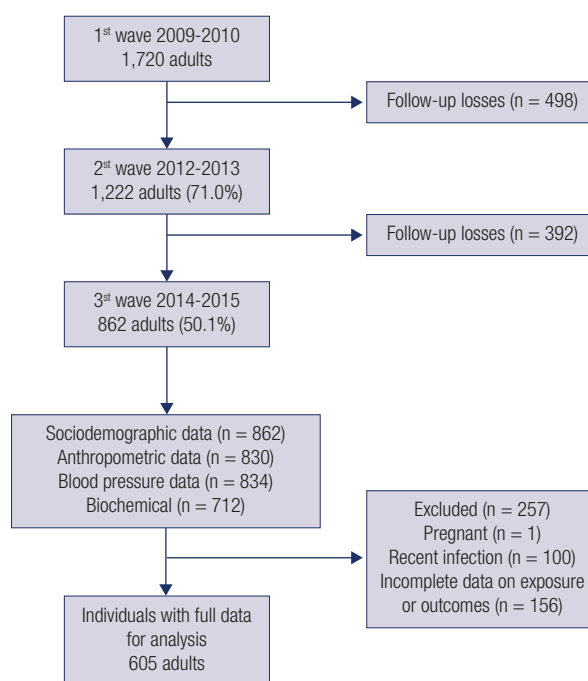 1st wave 2009-2010
1,720 adults
Follow-up losses (n = 498)
2st wave 2012-2013
1,222 adults (71.0%)
Follow-up losses (n = 392)
3st wave 2014-2015
862 adults (50.1%)
Sociodemographic data (n = 862)
Anthropometric data (n = 830)
Blood pressure data (n = 834)
Biochemical (n = 712)
Excluded (n = 257)
Pregnant (n = 1)
Recent infection (n = 100)
Incomplete data on exposure
or outcomes (n = 156)
Individuals with full data
for analysis
605 adults